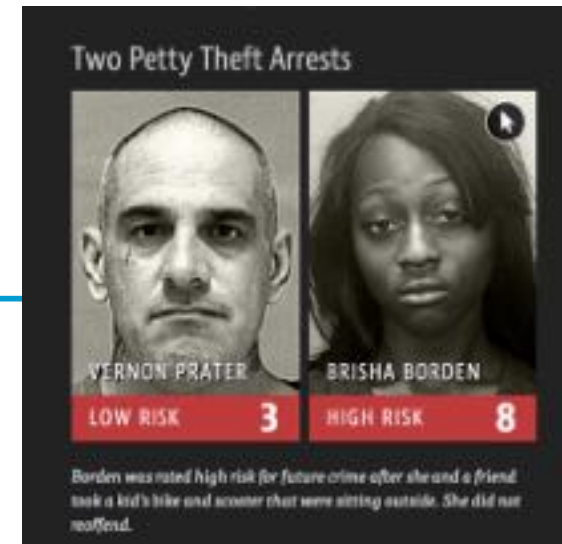 Two Petty Theft Arrests
VERNON PRATER
BRISHA BORDEN
LOW RISK 3
HIGH RISK 8
Borden was rated high risk for future crime after she and a friend
took a kid's bike and scooter that were sitting outside. She did not
reoffend.